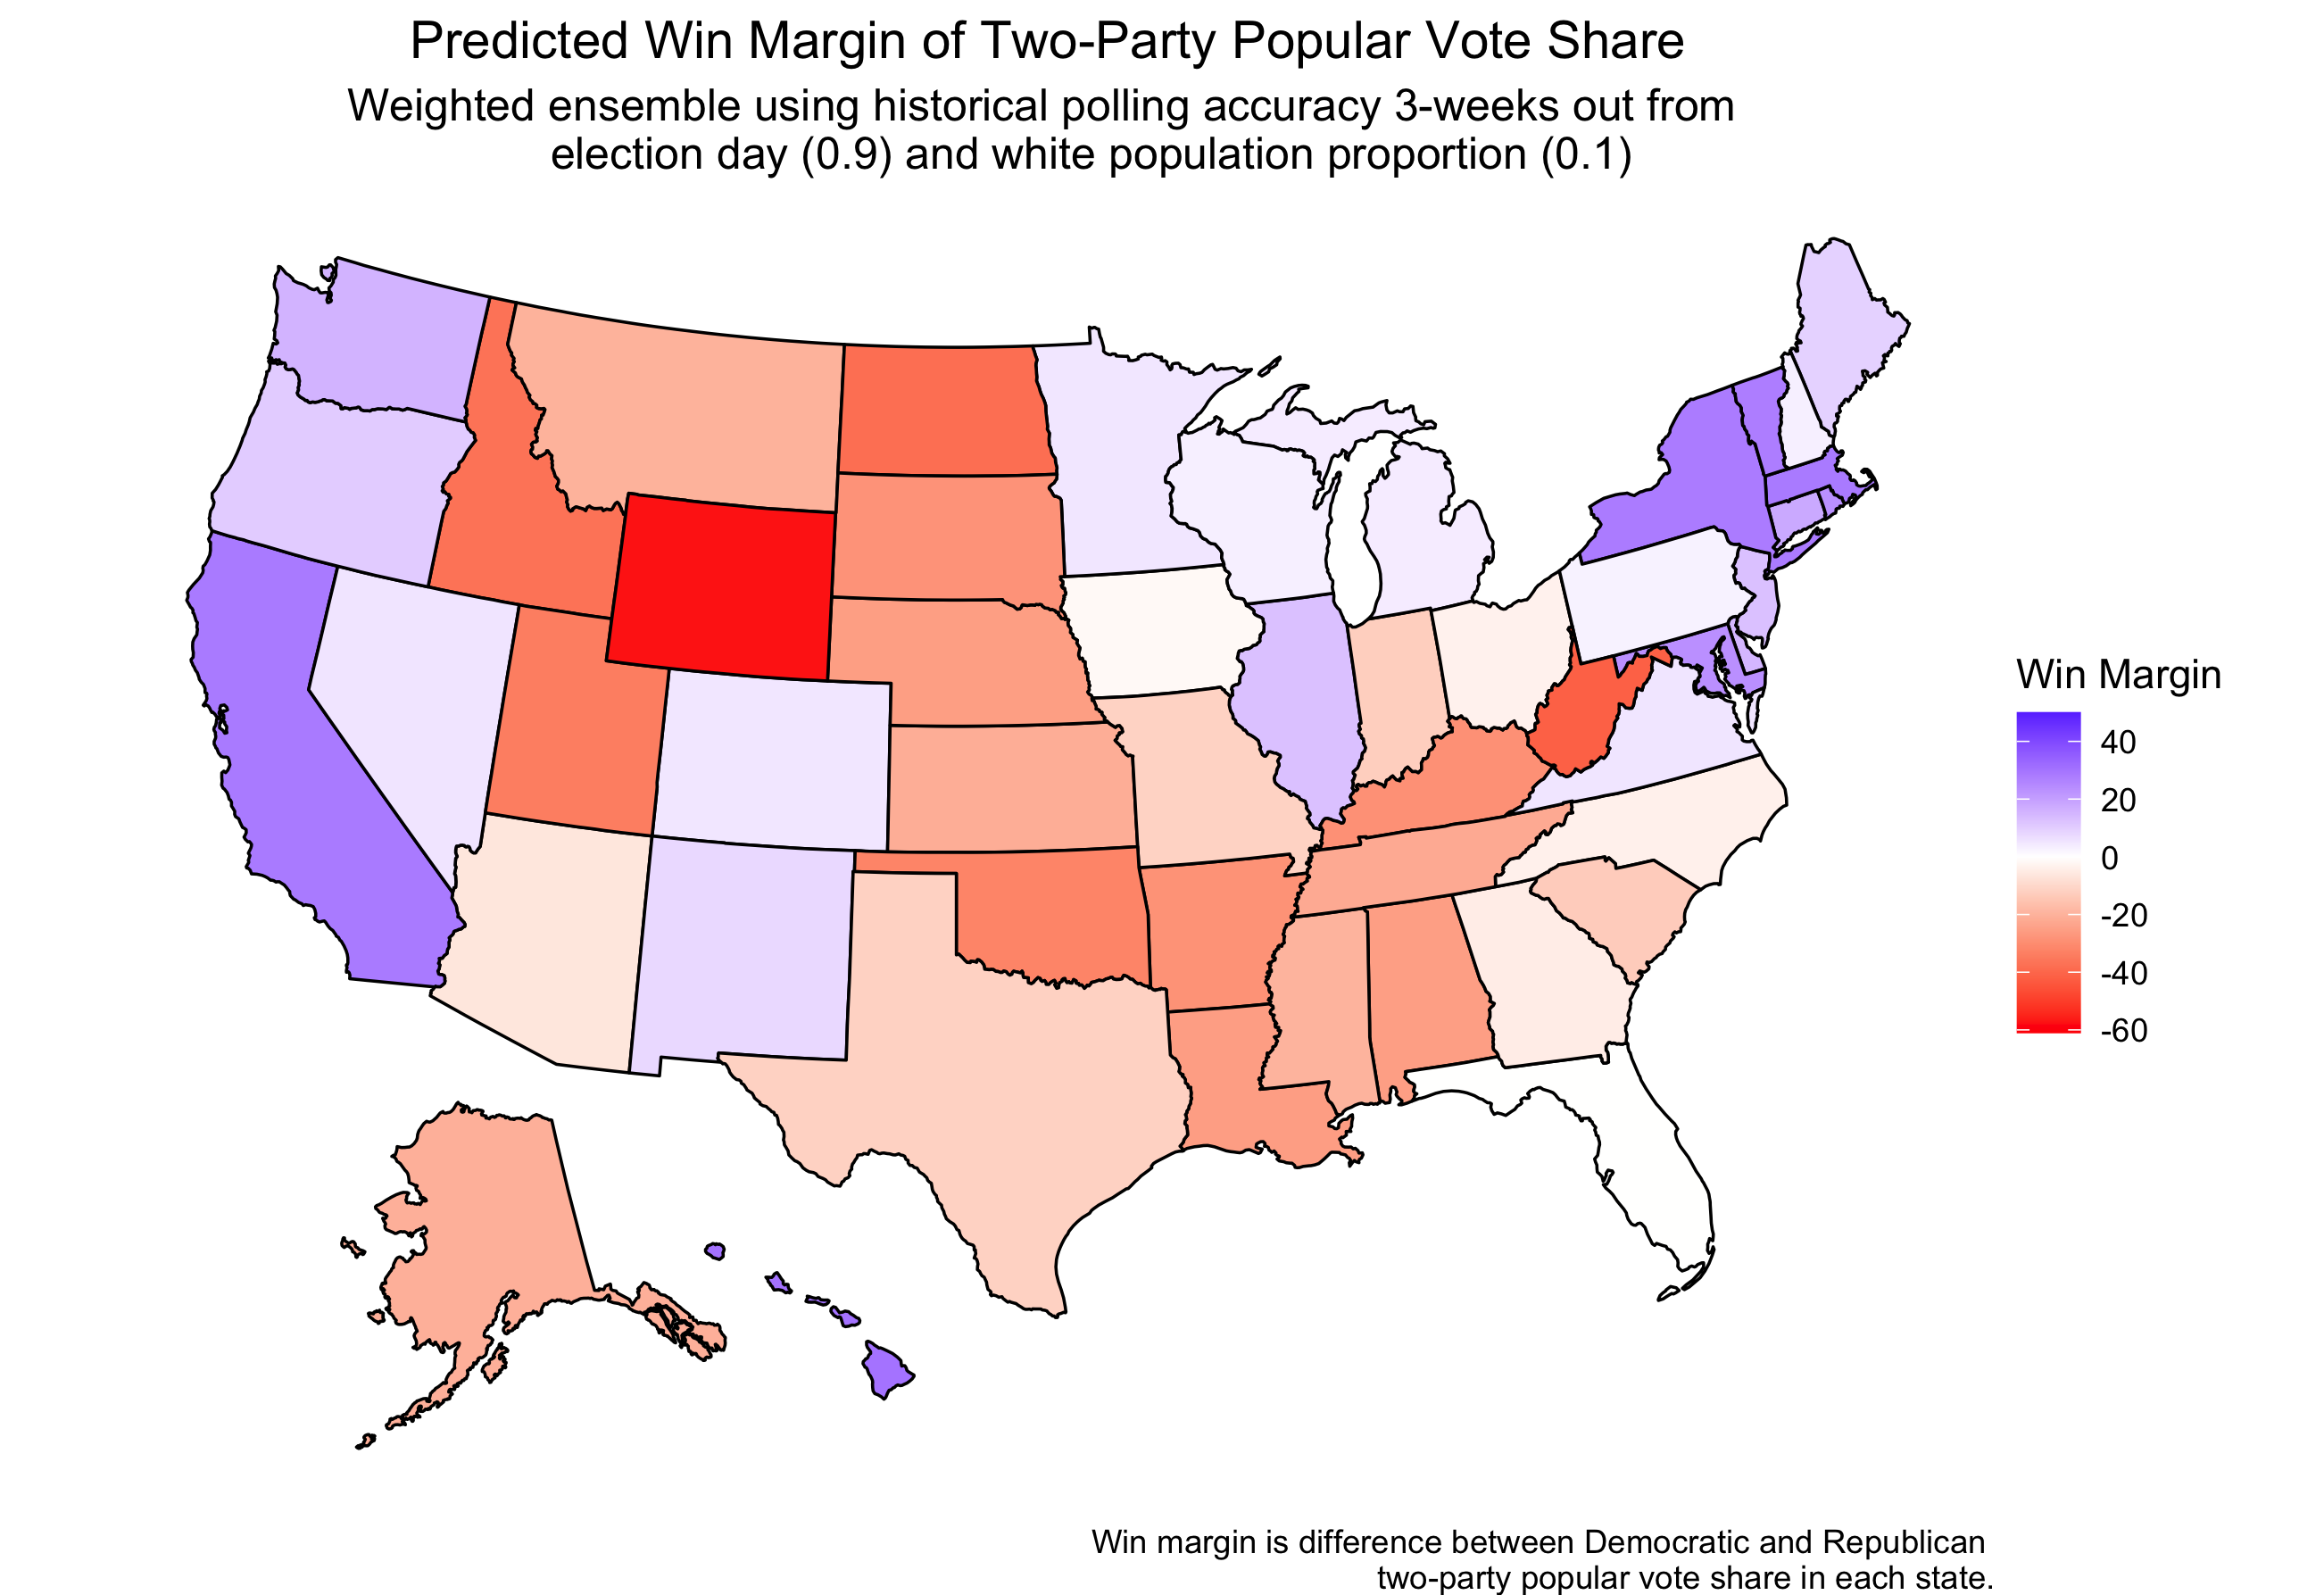 Predicted Win Margin of Two-Party Popular Vote Share
Weighted ensemble using historical polling accuracy 3-weeks out from
election day (0.9) and white population proportion (0.1)
Win Margin
40
20
0
-20
-40
-60
Win margin is difference between Democratic and Republican
two-party popular vote share in each state.